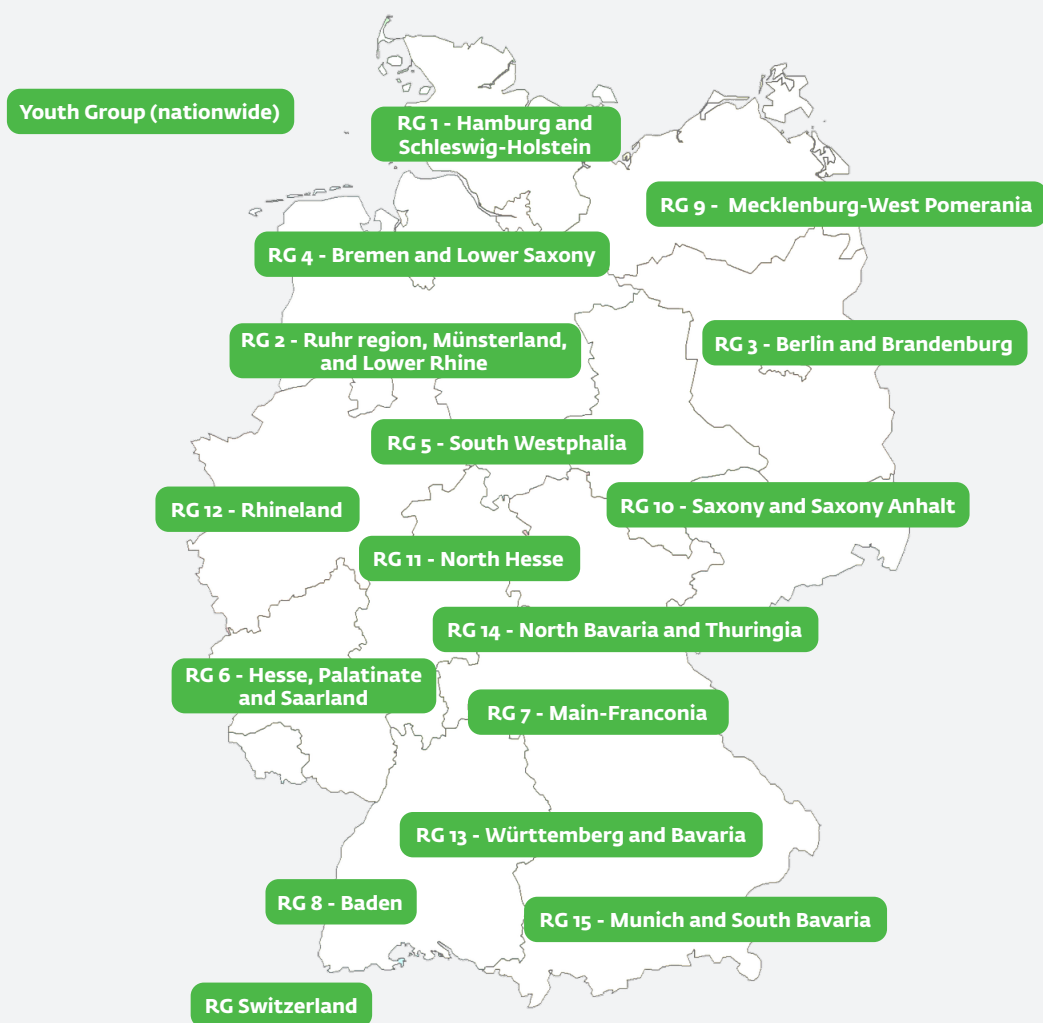 Youth Group (nationwide)
RG 1 - Hamburg and
Schleswig-Holstein
RG 9 - Mecklenburg-West Pomerania
RG 4 - Bremen and Lower Saxony
RG 2 - Ruhr region, Münsterland,
and Lower Rhine
RG 3 - Berlin and Brandenburg
RG 5 - South Westphalia
RG 12 - Rhineland
RG 10 - Saxony and Saxony Anhalt
RG 11 - North Hesse
RG 14 - North Bavaria and Thuringia
RG 6 - Hesse, Palatinate
and Saarland
RG 7 - Main-Franconia
RG 13 - Württemberg and Bavaria
RG 8 - Baden
RG 15 - Munich and South Bavaria
RG Switzerland